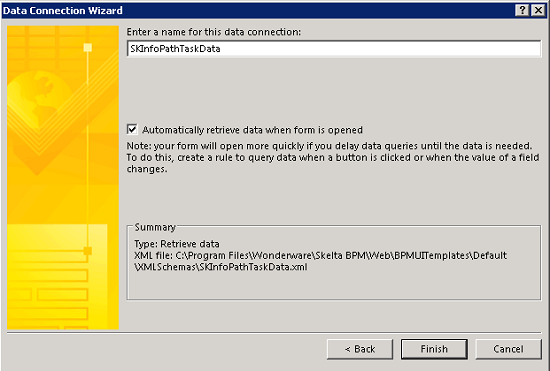 Data Connection Wizard
Enter a name for this data connection:
SKInfoPathTaskData
Automatically retrieve data when form is opened
Note: your form will open more quickly if you delay data queries until the data is needed.
To do this, create a rule to query data when a button is clicked or when the value of a field
changes.
Summary
Type: Retrieve data
XML file: C:\Program Files\Wonderware\Skelta BPM\Web\BPMUITemplates\Default
\XMLSchemas\SKInfoPathTaskData.xml
< Back Finish Cancel